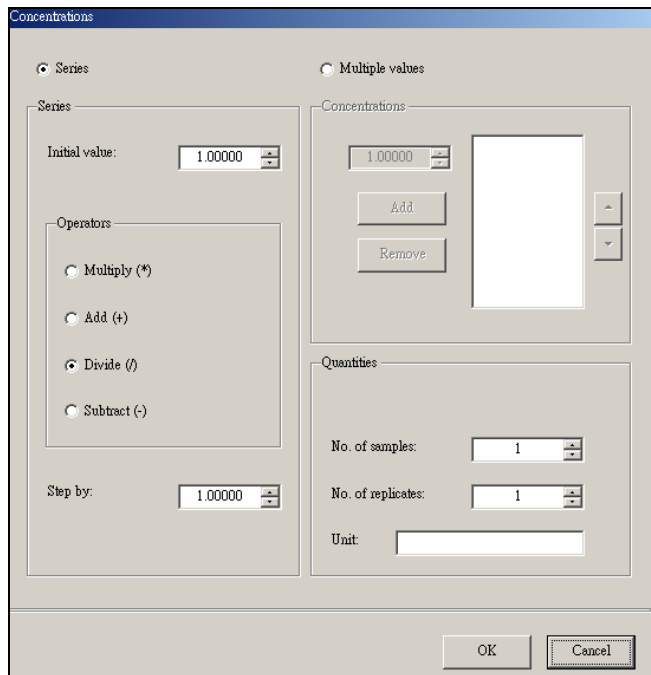 Concentrations
Series
Multiple values
Series
Initial value:
1.00000
Operators
Multiply (*)
Add (+)
Divide (/)
Subtract (-)
Step by:
1.00000
Concentrations
1.00000
Add
Remove
Quantities
No. of samples:
1
No. of replicates:
1
Unit:
OK
Cancel